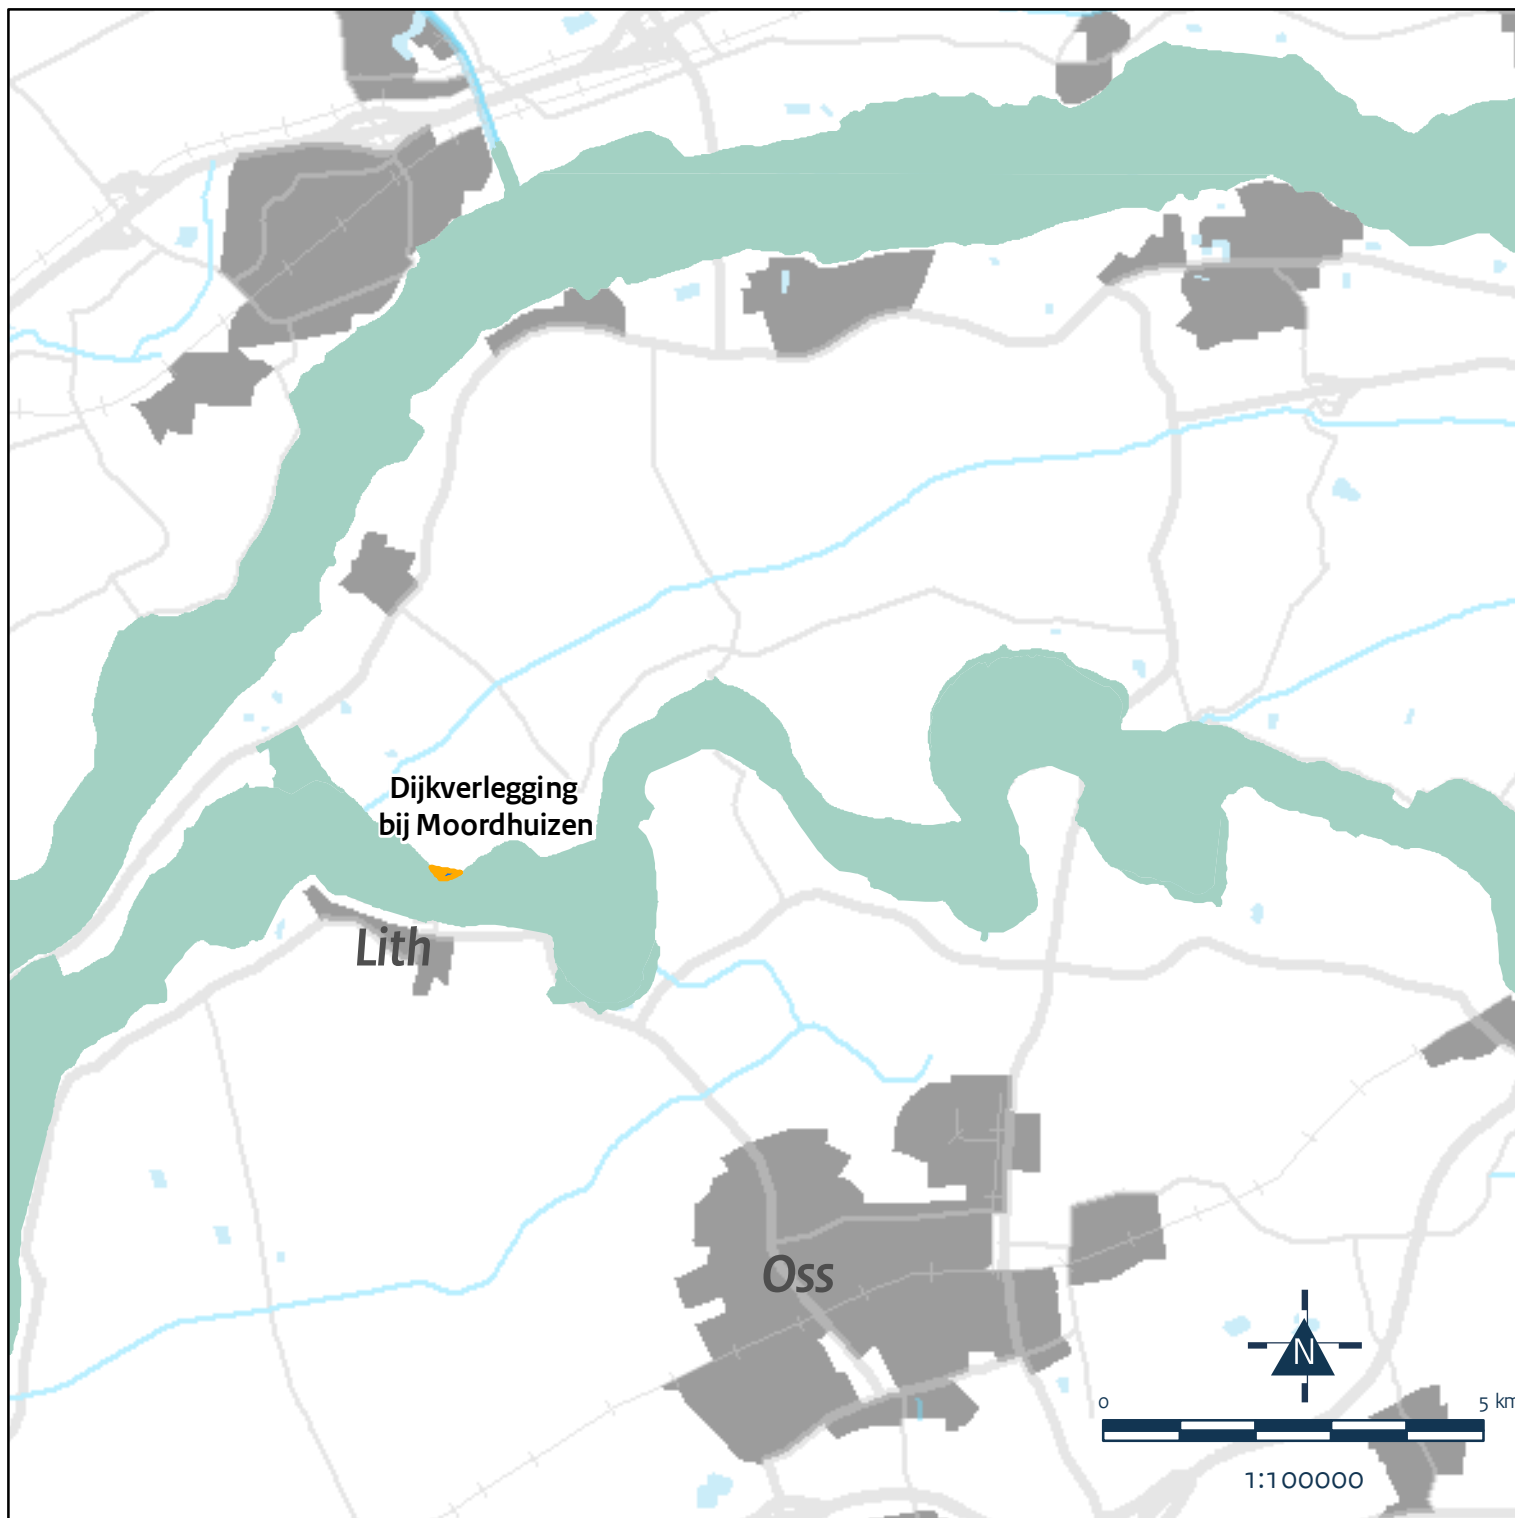 Dijkverlegging
bij Moordhuizen
Lith
Oss
N
0 5 km
1:100000